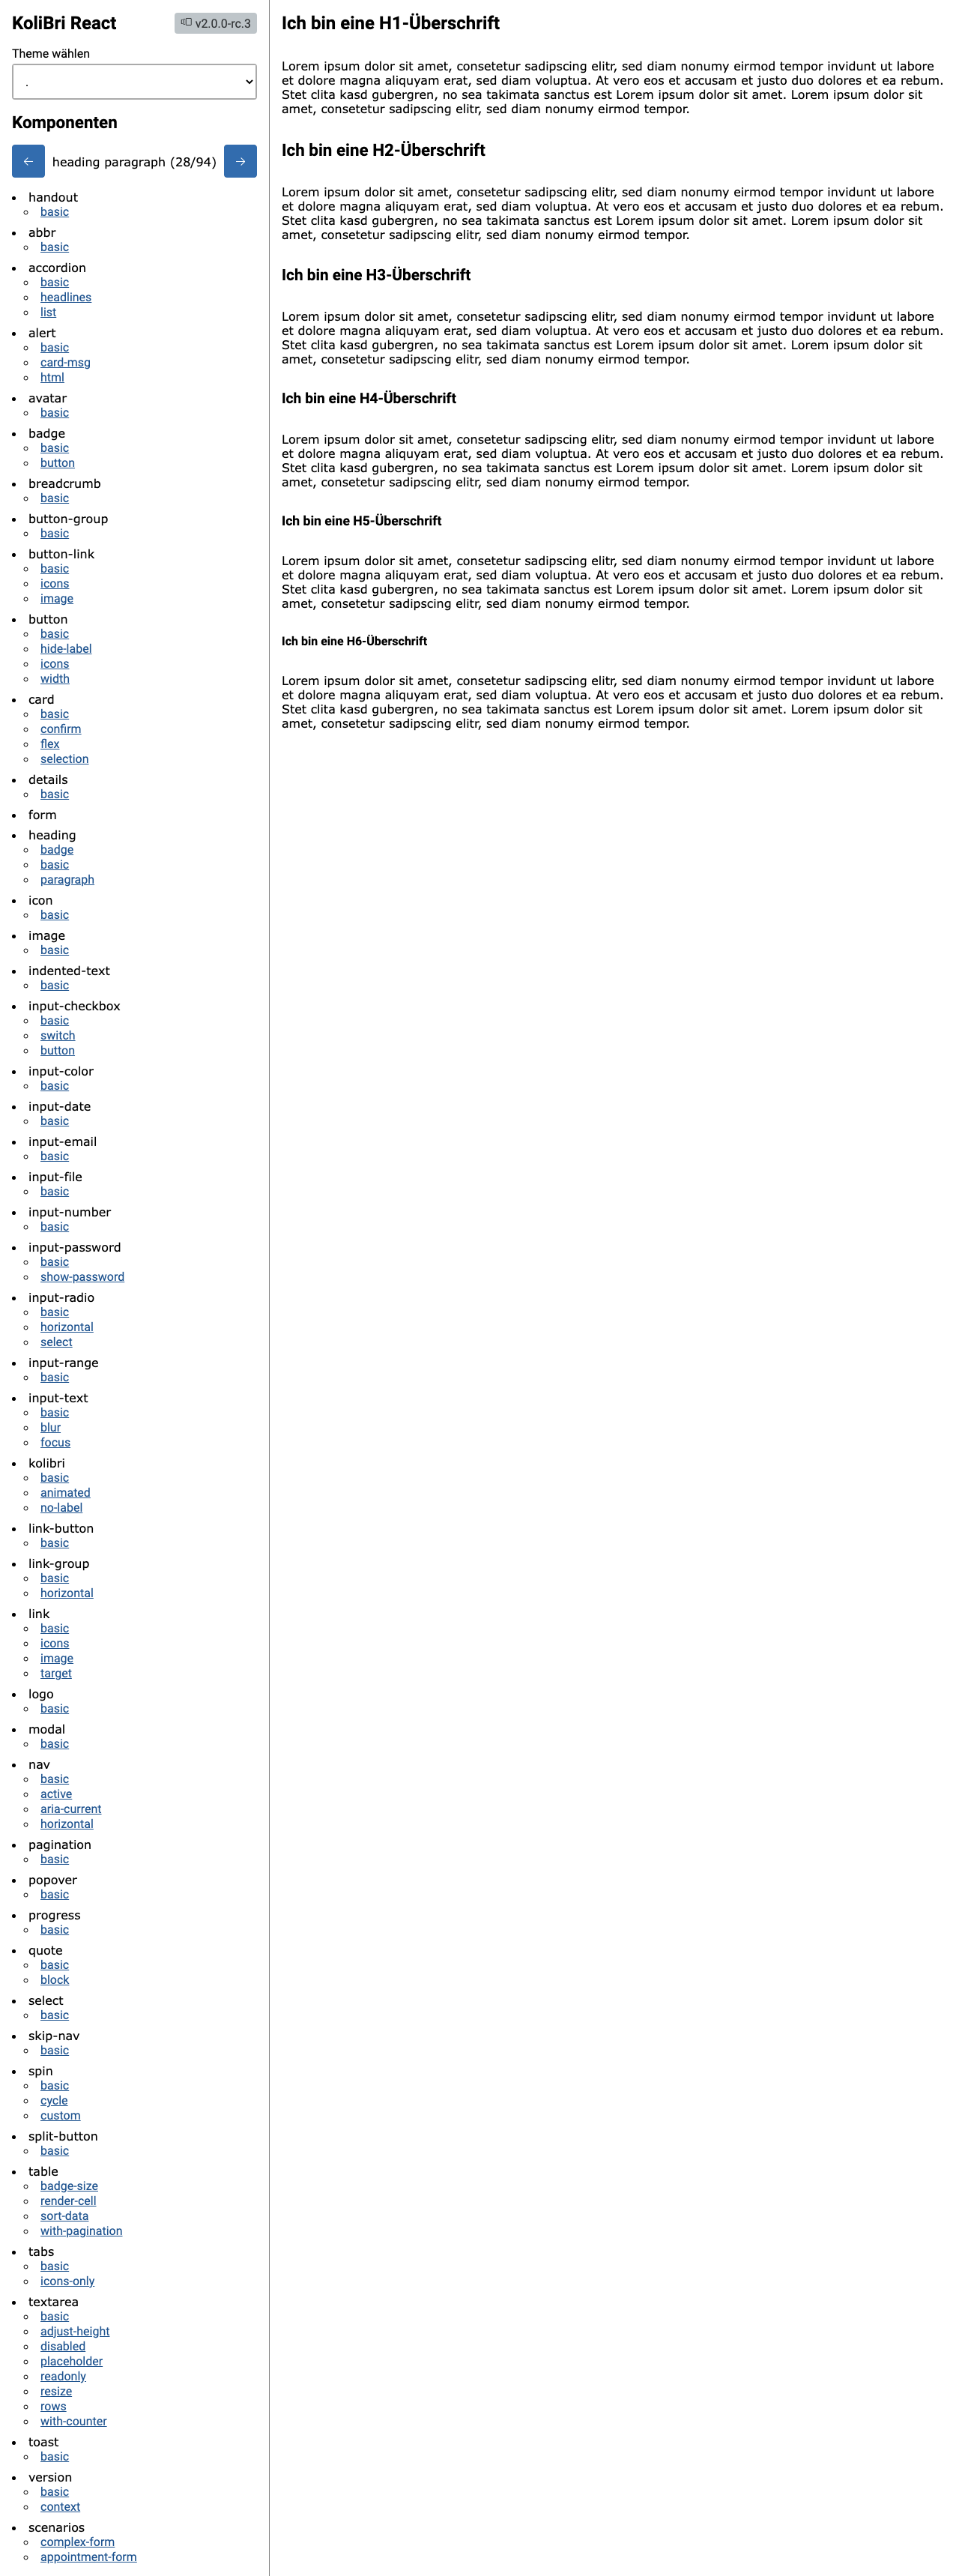 KoliBri React
v2.0.0-rc.3
Theme wählen
.
Komponenten
← heading paragraph (28/94) →
handout
basic
abbr
basic
accordion
basic
headlines
list
alert
basic
card-msg
html
avatar
basic
badge
basic
button
breadcrumb
basic
button-group
basic
button-link
basic
icons
image
button
basic
hide-label
icons
width
card
basic
confirm
flex
selection
details
basic
form
heading
badge
basic
paragraph
icon
basic
image
basic
indented-text
basic
input-checkbox
basic
switch
button
input-color
basic
input-date
basic
input-email
basic
input-file
basic
input-number
basic
input-password
basic
show-password
input-radio
basic
horizontal
select
input-range
basic
input-text
basic
blur
focus
kolibri
basic
animated
no-label
link-button
basic
link-group
basic
horizontal
link
basic
icons
image
target
logo
basic
modal
basic
nav
basic
active
aria-current
horizontal
pagination
basic
popover
basic
progress
basic
quote
basic
block
select
basic
skip-nav
basic
spin
basic
cycle
custom
split-button
basic
table
badge-size
render-cell
sort-data
with-pagination
tabs
basic
icons-only
textarea
basic
adjust-height
disabled
placeholder
readonly
resize
rows
with-counter
toast
basic
version
basic
context
scenarios
complex-form
appointment-form
Ich bin eine H1-Überschrift
Lorem ipsum dolor sit amet, consetetur sadipscing elitr, sed diam nonumy eirmod tempor invidunt ut labore
et dolore magna aliquyam erat, sed diam voluptua. At vero eos et accusam et justo duo dolores et ea rebum.
Stet clita kasd gubergren, no sea takimata sanctus est Lorem ipsum dolor sit amet. Lorem ipsum dolor sit
amet, consetetur sadipscing elitr, sed diam nonumy eirmod tempor.
Ich bin eine H2-Überschrift
Lorem ipsum dolor sit amet, consetetur sadipscing elitr, sed diam nonumy eirmod tempor invidunt ut labore
et dolore magna aliquyam erat, sed diam voluptua. At vero eos et accusam et justo duo dolores et ea rebum.
Stet clita kasd gubergren, no sea takimata sanctus est Lorem ipsum dolor sit amet. Lorem ipsum dolor sit
amet, consetetur sadipscing elitr, sed diam nonumy eirmod tempor.
Ich bin eine H3-Überschrift
Lorem ipsum dolor sit amet, consetetur sadipscing elitr, sed diam nonumy eirmod tempor invidunt ut labore
et dolore magna aliquyam erat, sed diam voluptua. At vero eos et accusam et justo duo dolores et ea rebum.
Stet clita kasd gubergren, no sea takimata sanctus est Lorem ipsum dolor sit amet. Lorem ipsum dolor sit
amet, consetetur sadipscing elitr, sed diam nonumy eirmod tempor.
Ich bin eine H4-Überschrift
Lorem ipsum dolor sit amet, consetetur sadipscing elitr, sed diam nonumy eirmod tempor invidunt ut labore
et dolore magna aliquyam erat, sed diam voluptua. At vero eos et accusam et justo duo dolores et ea rebum.
Stet clita kasd gubergren, no sea takimata sanctus est Lorem ipsum dolor sit amet. Lorem ipsum dolor sit
amet, consetetur sadipscing elitr, sed diam nonumy eirmod tempor.
Ich bin eine H5-Überschrift
Lorem ipsum dolor sit amet, consetetur sadipscing elitr, sed diam nonumy eirmod tempor invidunt ut labore
et dolore magna aliquyam erat, sed diam voluptua. At vero eos et accusam et justo duo dolores et ea rebum.
Stet clita kasd gubergren, no sea takimata sanctus est Lorem ipsum dolor sit amet. Lorem ipsum dolor sit
amet, consetetur sadipscing elitr, sed diam nonumy eirmod tempor.
Ich bin eine H6-Überschrift
Lorem ipsum dolor sit amet, consetetur sadipscing elitr, sed diam nonumy eirmod tempor invidunt ut labore
et dolore magna aliquyam erat, sed diam voluptua. At vero eos et accusam et justo duo dolores et ea rebum.
Stet clita kasd gubergren, no sea takimata sanctus est Lorem ipsum dolor sit amet. Lorem ipsum dolor sit
amet, consetetur sadipscing elitr, sed diam nonumy eirmod tempor.